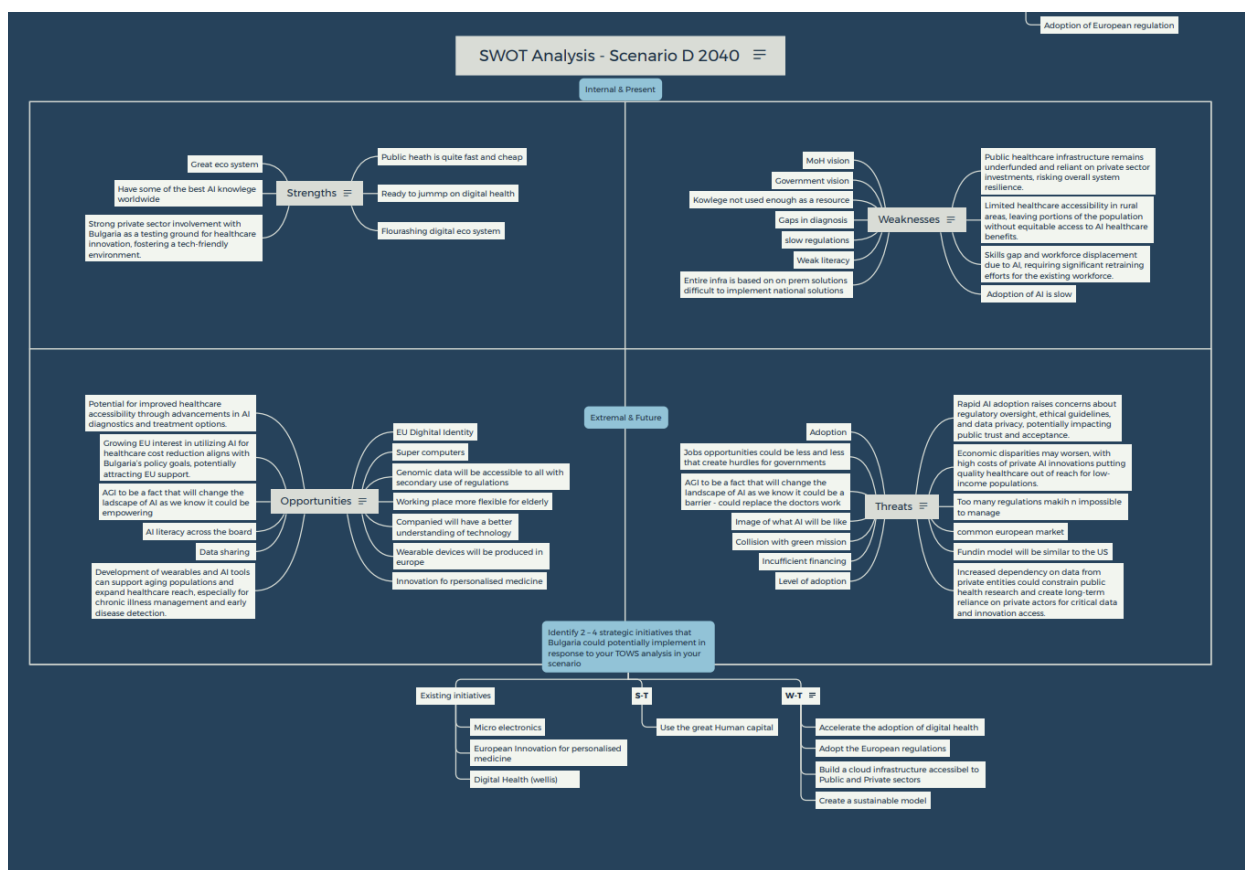 Adoption of European regulation
SWOT Analysis - Scenario D 2040
Internal & Present
Great eco system
Have some of the best AI knowlege
worldwide
Strong private sector involvement with
Bulgaria as a testing ground for healthcare
innovation, fostering a tech-friendly
environment.
Strengths
Public heath is quite fast and cheap
Ready to jummp on digital health
Flourashing digital eco system
MoH vision
Government vision
Kowlege not used enough as a resource
Gaps in diagnosis
slow regulations
Weak literacy
Entire infra is based on on prem solutions
difficult to implement national solutions
Weaknesses
Public healthcare infrastructure remains
underfunded and reliant on private sector
investments, risking overall system
resilience.
Limited healthcare accessibility in rural
areas, leaving portions of the population
without equitable access to AI healthcare
benefits.
Skills gap and workforce displacement
due to AI, requiring significant retraining
efforts for the existing workforce.
Adoption of AI is slow
Extremal & Future
Potential for improved healthcare
accessibility through advancements in AI
diagnostics and treatment options.
Growing EU interest in utilizing AI for
healthcare cost reduction aligns with
Bulgaria's policy goals, potentially
attracting EU support.
AGI to be a fact that will change the
ladscape of AI as we know it could be
empowering
AI literacy across the board
Data sharing
Development of wearables and AI tools
can support aging populations and
expand healthcare reach, especially for
chronic illness management and early
disease detection.
Opportunities
EU Dighital Identity
Super computers
Genomic data will be accessible to all with
secondary use of regulations
Working place more flexible for elderly
Companied will have a better
understanding of technology
Wearable devices will be produced in
europe
Innovation fo rpersonalised medicine
Adoption
Jobs opportunities could be less and less
that create hurdles for governments
AGI to be a fact that will change the
landscape of AI as we know it could be a
barrier - could replace the doctors work
Image of what AI will be like
Collision with green mission
Insufficient financing
Level of adoption
Threats
Rapid AI adoption raises concerns about
regulatory oversight, ethical guidelines,
and data privacy, potentially impacting
public trust and acceptance.
Economic disparities may worsen, with
high costs of private AI innovations putting
quality healthcare out of reach for low-
income populations.
Too many regulations makih n impossible
to manage
common european market
Fundin model will be similar to the US
Increased dependency on data from
private entities could constrain public
health research and create long-term
reliance on private actors for critical data
and innovation access.
Identify 2 - 4 strategic initiatives that
Bulgaria could potentially implement in
response to your TOWS analysis in your
scenario
Existing initiatives
Micro electronics
European Innovation for personalised
medicine
Digital Health (wellis)
S-T
Use the great Human capital
W-T
Accelerate the adoption of digital health
Adopt the European regulations
Build a cloud infrastructure accessibel to
Public and Private sectors
Create a sustainable model